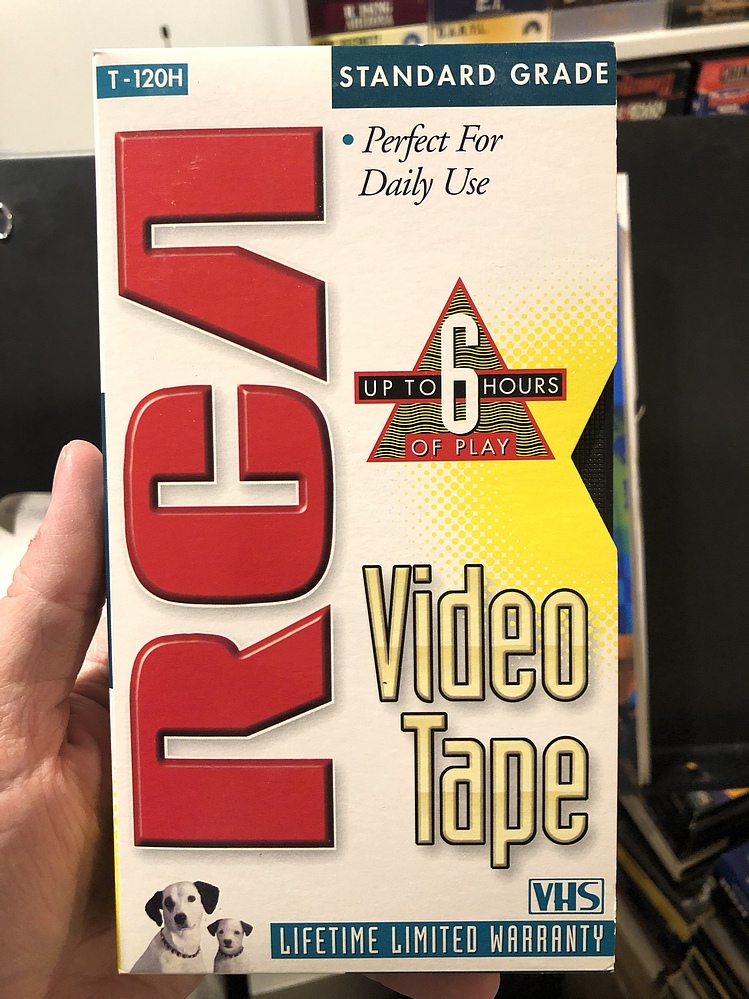 T-120H
STANDARD GRADE
• Perfect For
Daily Use
RCA
UP TO 6 HOURS
OF PLAY
Video
Tape
VHS
LIFETIME LIMITED WARRANTY